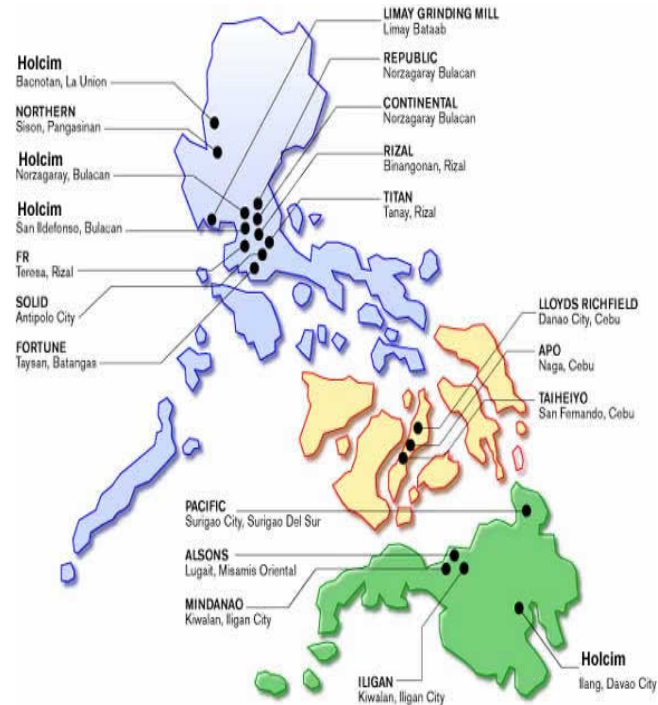 LIMAY GRINDING MILL
Limay Bataab
Holcim
Bacnotan, La Union
REPUBLIC
Norzagaray Bulacan
NORTHERN
Sison, Pangasinan
CONTINENTAL
Norzagaray Bulacan
Holcim
Norzagaray, Bulacan
RIZAL
Binangonan, Rizal
Holcim
San Ildefonso, Bulacan
TITAN
Tanay, Rizal
FR
Teresa, Rizal
SOLID
Antipolo City
FORTUNE
Taysan, Batangas
LLOYDS RICHFIELD
Danao City, Cebu
APO
Naga, Cebu
TAIHEIYO
San Fernando, Cebu
PACIFIC
Surigao City, Surigao Del Sur
ALSONS
Lugait, Misamis Oriental
MINDANAO
Kiwalan, Iligan City
Holcim
Ilang, Davao City
ILIGAN
Kiwalan, Iligan City